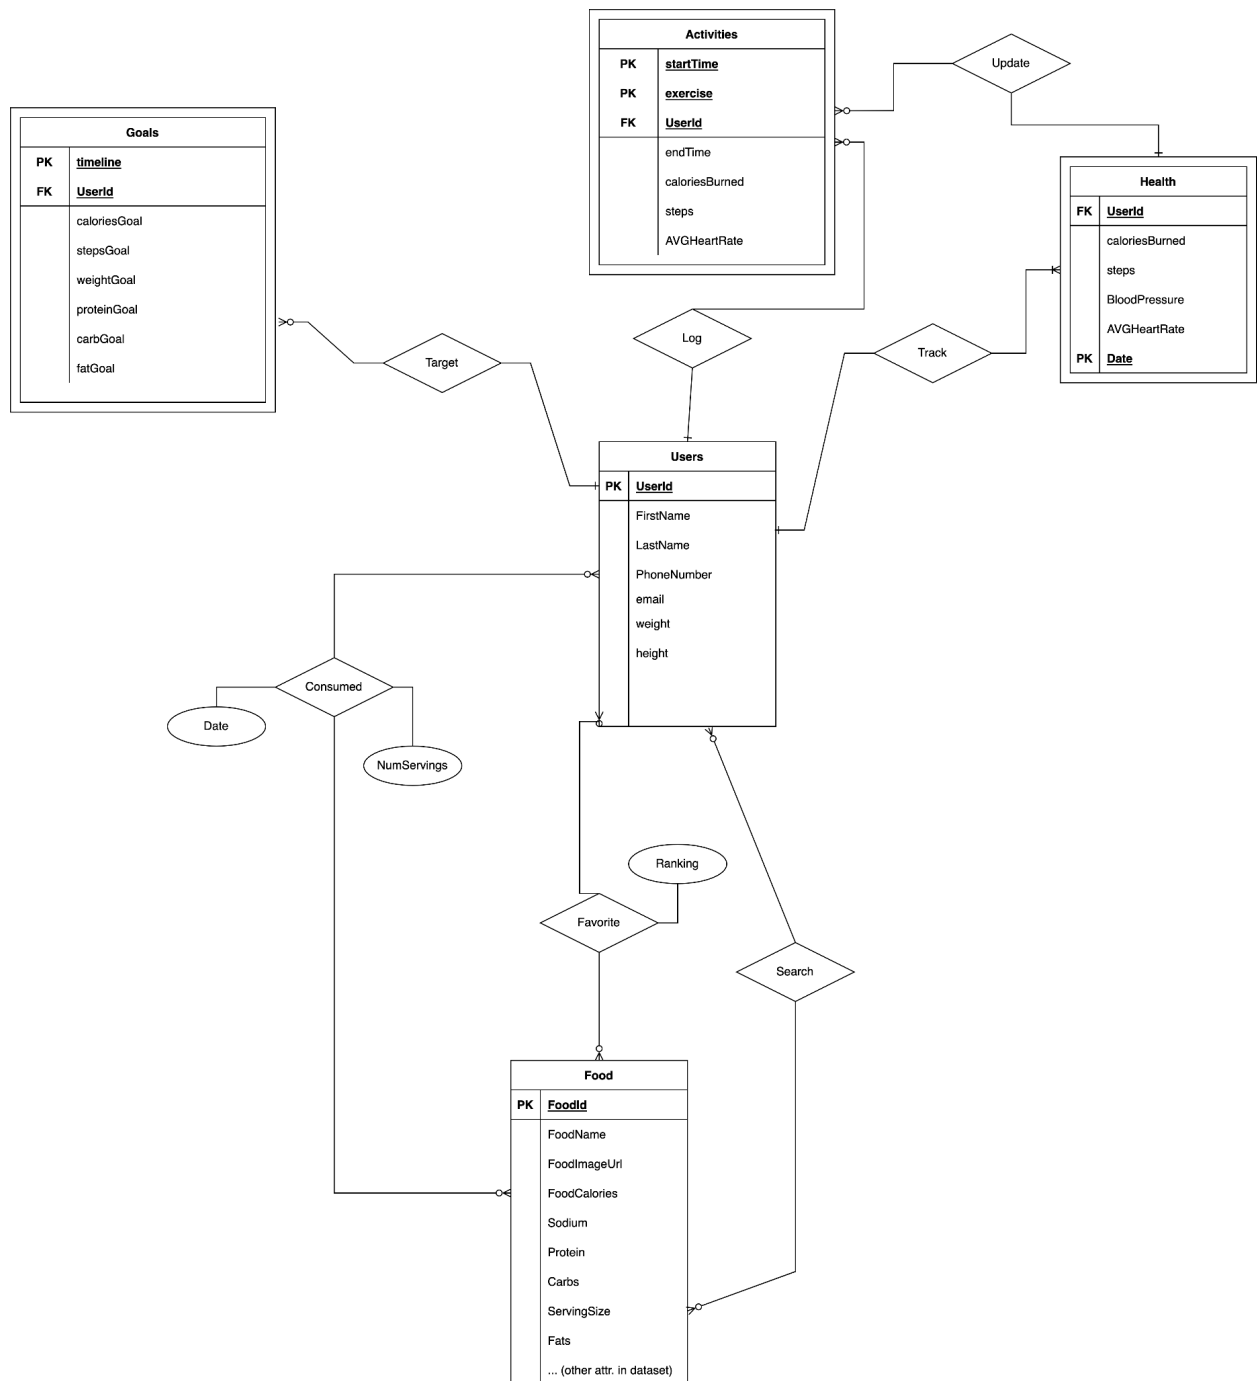 Activities
PK startTime
PK exercise
FK UserId
endTime
caloriesBurned
steps
AVGHeartRate
Update
Goals
PK timeline
FK UserId
caloriesGoal
stepsGoal
weightGoal
proteinGoal
carbGoal
fatGoal
Health
FK UserId
caloriesBurned
steps
BloodPressure
AVGHeartRate
PK Date
Target
Log
Track
Users
PK UserId
FirstName
LastName
PhoneNumber
email
weight
height
Consumed
Date
NumServings
Ranking
Favorite
Search
Food
PK FoodId
FoodName
FoodImageUrl
FoodCalories
Sodium
Protein
Carbs
ServingSize
Fats
... (other attr. in dataset)